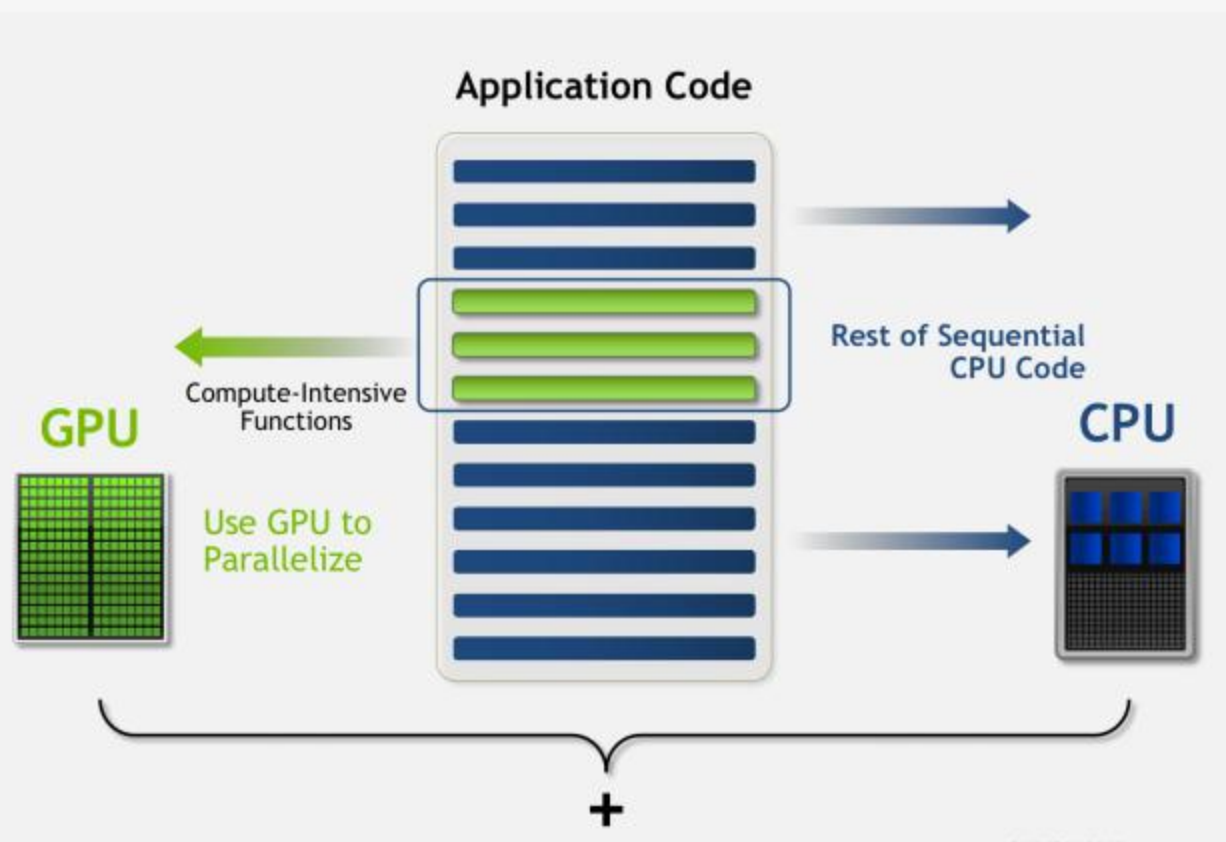 Application Code
Rest of Sequential
CPU Code
Compute-Intensive
Functions
GPU
CPU
Use GPU to
Parallelize
+